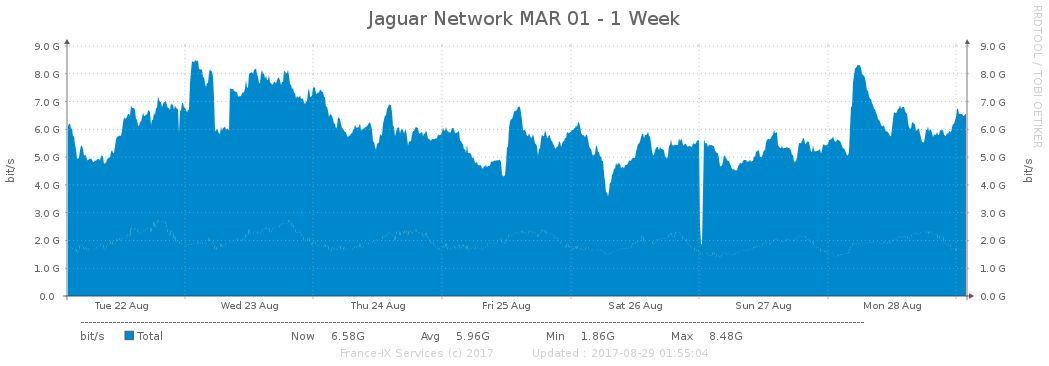 Jaguar Network MAR 01 - 1 Week
RRDTOOL / TOBI OETIKER
9.0 G 9.0 G
8.0 G 8.0 G
7.0 G 7.0 G
6.0 G 6.0 G
5.0 G 5.0 G
4.0 G 4.0 G
3.0 G 3.0 G
2.0 G 2.0 G
1.0 G 1.0 G
0.0 0.0 G
bit/s bit/s
Tue 22 Aug Wed 23 Aug Thu 24 Aug Fri 25 Aug Sat 26 Aug Sun 27 Aug Mon 28 Aug
bit/s Total Now 6.58G Avg 5.96G Min 1.86G Max 8.48G
France-IX Services (c) 2017 Updated : 2017-08-29 01:55:04